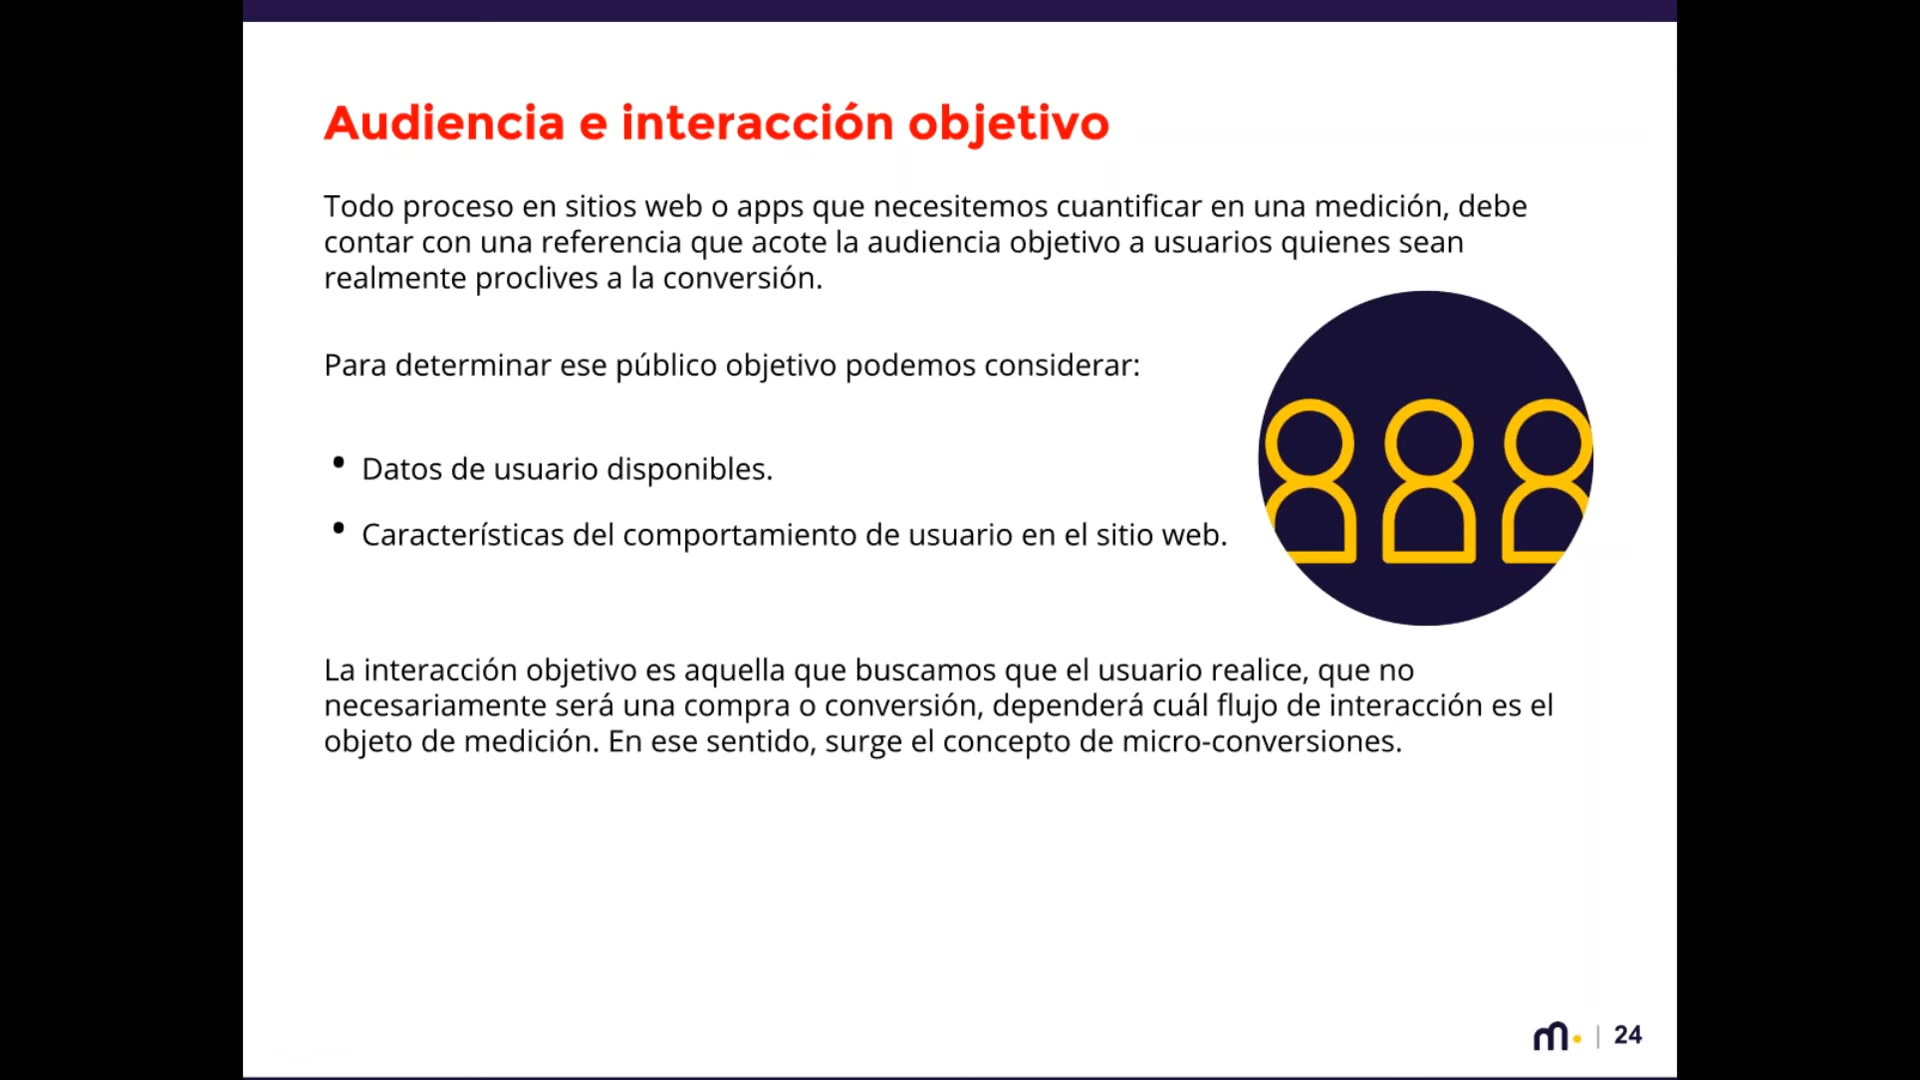 Audiencia e interacción objetivo
Todo proceso en sitios web o apps que necesitemos cuantificar en una medición, debe
contar con una referencia que acote la audiencia objetivo a usuarios quienes sean
realmente proclives a la conversión.
Para determinar ese público objetivo podemos considerar:
• Datos de usuario disponibles.
• Características del comportamiento de usuario en el sitio web.
La interacción objetivo es aquella que buscamos que el usuario realice, que no
necesariamente será una compra o conversión, dependerá cuál flujo de interacción es el
objeto de medición. En ese sentido, surge el concepto de micro-conversiones.
m. | 24